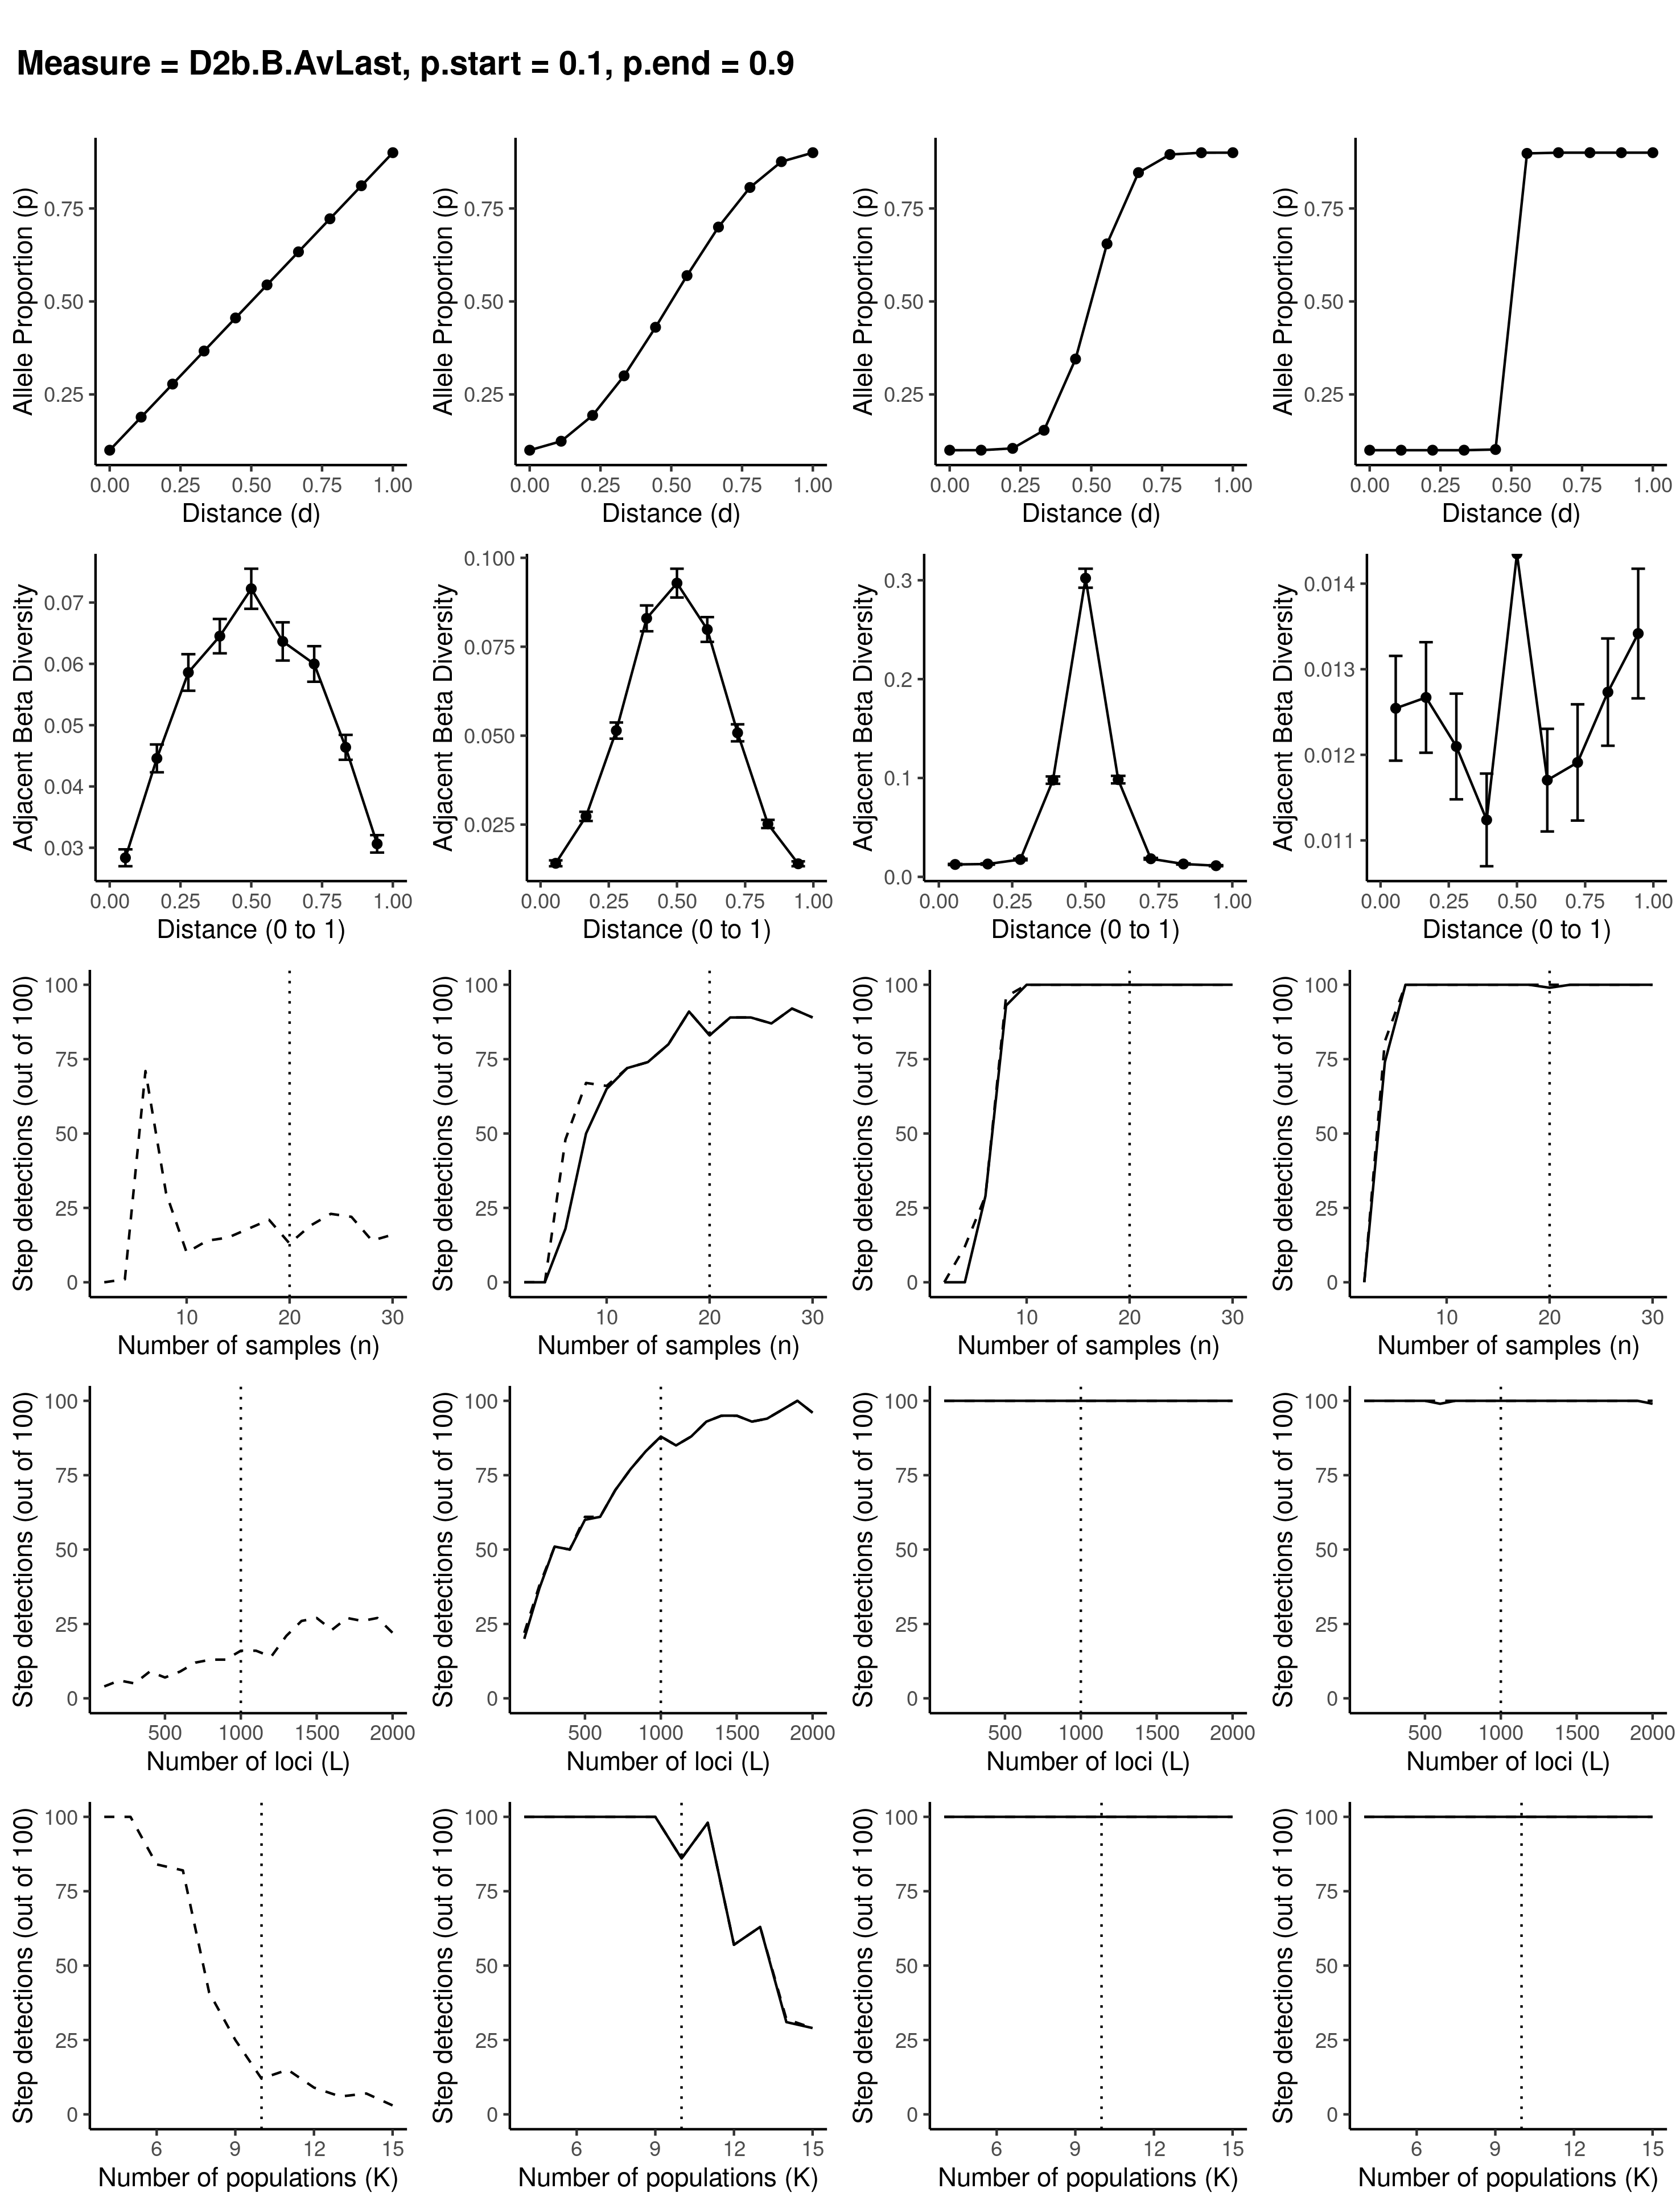 Measure = D2b.B.AvLast, p.start = 0.1, p.end = 0.9
Allele Proportion (p)
0.75
0.50
0.25
0.00 0.25 0.50 0.75 1.00
Distance (d)
Allele Proportion (p)
0.75
0.50
0.25
0.00 0.25 0.50 0.75 1.00
Distance (d)
Allele Proportion (p)
0.75
0.50
0.25
0.00 0.25 0.50 0.75 1.00
Distance (d)
Allele Proportion (p)
0.75
0.50
0.25
0.00 0.25 0.50 0.75 1.00
Distance (d)
Adjacent Beta Diversity
0.07
0.06
0.05
0.04
0.03
0.00 0.25 0.50 0.75 1.00
Distance (0 to 1)
Adjacent Beta Diversity
0.100
0.075
0.050
0.025
0.00 0.25 0.50 0.75 1.00
Distance (0 to 1)
Adjacent Beta Diversity
0.3
0.2
0.1
0.0
0.00 0.25 0.50 0.75 1.00
Distance (0 to 1)
Adjacent Beta Diversity
0.014
0.013
0.012
0.011
0.00 0.25 0.50 0.75 1.00
Distance (0 to 1)
Step detections (out of 100)
100
75
50
25
0
10 20 30
Number of samples (n)
Step detections (out of 100)
100
75
50
25
0
10 20 30
Number of samples (n)
Step detections (out of 100)
100
75
50
25
0
10 20 30
Number of samples (n)
Step detections (out of 100)
100
75
50
25
0
10 20 30
Number of samples (n)
Step detections (out of 100)
100
75
50
25
0
500 1000 1500 2000
Number of loci (L)
Step detections (out of 100)
100
75
50
25
0
500 1000 1500 2000
Number of loci (L)
Step detections (out of 100)
100
75
50
25
0
500 1000 1500 2000
Number of loci (L)
Step detections (out of 100)
100
75
50
25
0
500 1000 1500 2000
Number of loci (L)
Step detections (out of 100)
100
75
50
25
0
6 9 12 15
Number of populations (K)
Step detections (out of 100)
100
75
50
25
0
6 9 12 15
Number of populations (K)
Step detections (out of 100)
100
75
50
25
0
6 9 12 15
Number of populations (K)
Step detections (out of 100)
100
75
50
25
0
6 9 12 15
Number of populations (K)